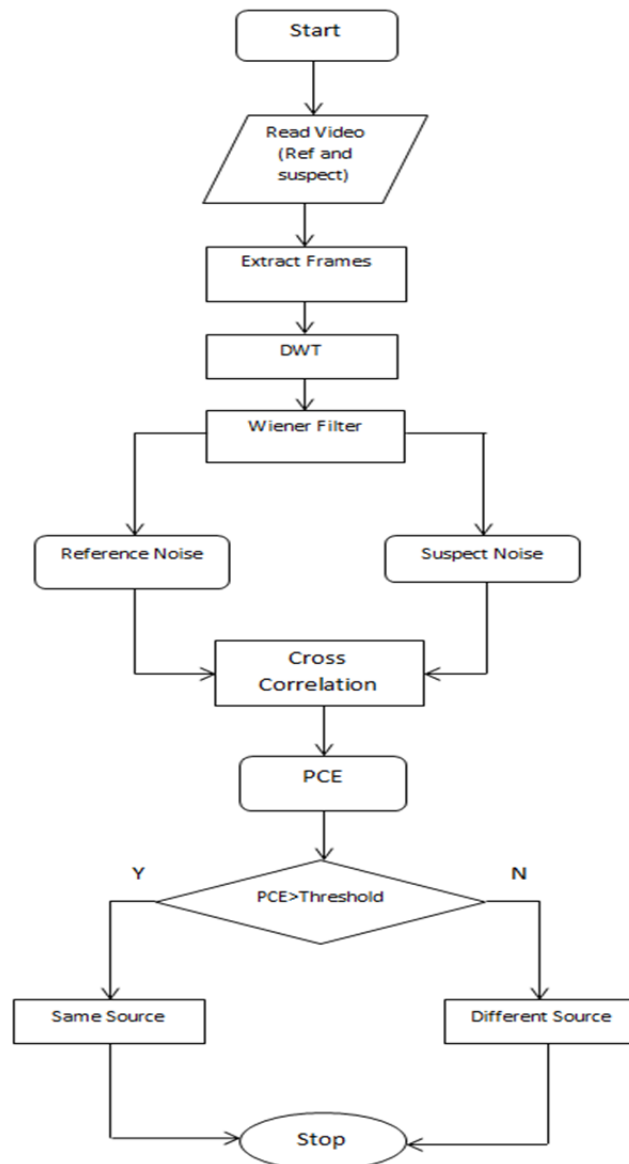 Start
Read Video
(Ref and
suspect)
Extract Frames
DWT
Wiener Filter
Reference Noise
Suspect Noise
Cross
Correlation
PCE
Y
N
PCE>Threshold
Same Source
Different Source
Stop